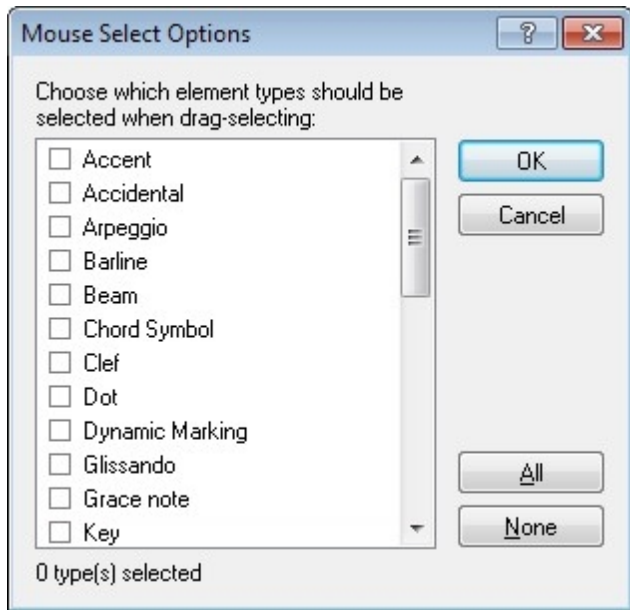 Mouse Select Options
?
Choose which element types should be
selected when drag-selecting:
Accent
Accidental
Arpeggio
Barline
Beam
Chord Symbol
Clef
Dot
Dynamic Marking
Glissando
Grace note
Key
OK
Cancel
All
None
0 type(s) selected